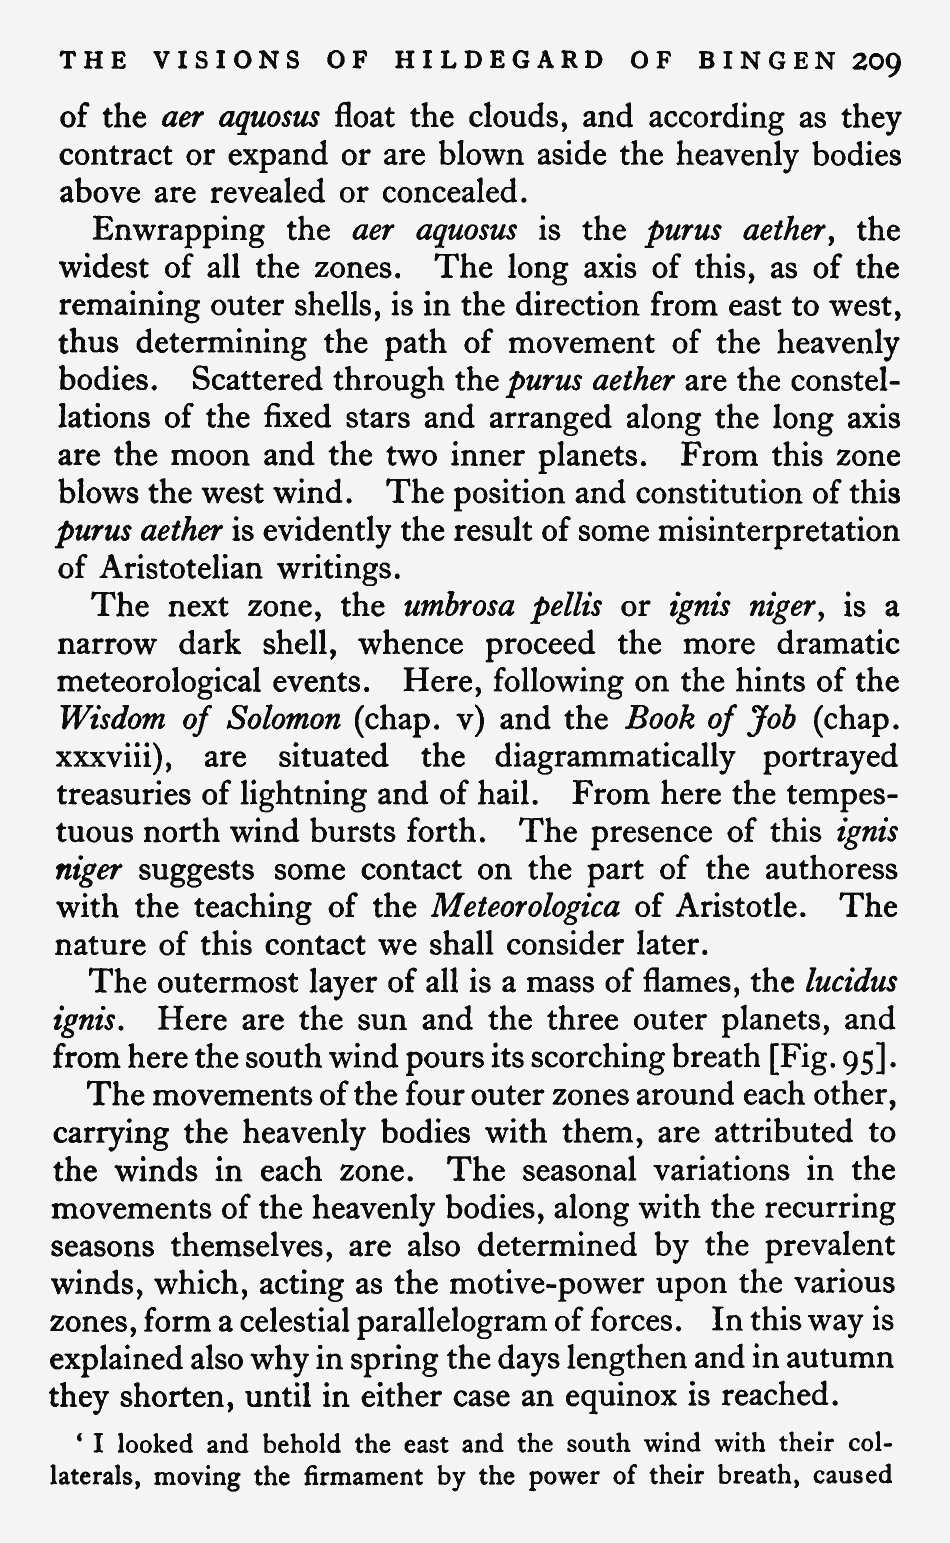 THE VISIONS OF HILDEGARD OF BINGEN 209
of the aer aquosus float the clouds, and according as they
contract or expand or are blown aside the heavenly bodies
above are revealed or concealed.
Enwrapping the aer aquosus is the purus aether, the
widest of all the zones. The long axis of this, as of the
remaining outer shells, is in the direction from east to west,
thus determining the path of movement of the heavenly
bodies. Scattered through the purus aether are the constel-
lations of the fixed stars and arranged along the long axis
are the moon and the two inner planets. From this zone
blows the west wind. The position and constitution of this
purus aether is evidently the result of some misinterpretation
of Aristotelian writings.
The next zone, the umbrosa pellis or ignis niger, is a
narrow dark shell, whence proceed the more dramatic
meteorological events. Here, following on the hints of the
Wisdom of Solomon (chap. v) and the Book of Job (chap.
xxxviii), are situated the diagrammatically portrayed
treasuries of lightning and of hail. From here the tempes-
tuous north wind bursts forth. The presence of this ignis
niger suggests some contact on the part of the authoress
with the teaching of the Meteorologica of Aristotle. The
nature of this contact we shall consider later.
The outermost layer of all is a mass of flames, the lucidus
ignis. Here are the sun and the three outer planets, and
from here the south wind pours its scorching breath [Fig. 95].
The movements of the four outer zones around each other,
carrying the heavenly bodies with them, are attributed to
the winds in each zone. The seasonal variations in the
movements of the heavenly bodies, along with the recurring
seasons themselves, are also determined by the prevalent
winds, which, acting as the motive-power upon the various
zones, form a celestial parallelogram of forces. In this way is
explained also why in spring the days lengthen and in autumn
they shorten, until in either case an equinox is reached.
‘ I looked and behold the east and the south wind with their col-
laterals, moving the firmament by the power of their breath, caused